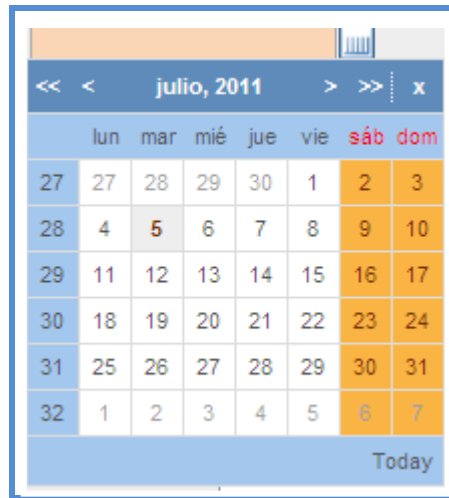 << < julio, 2011 > >> x
lun mar mié jue vie sáb dom
27 27 28 29 30 1 2 3
28 4 5 6 7 8 9 10
29 11 12 13 14 15 16 17
30 18 19 20 21 22 23 24
31 25 26 27 28 29 30 31
32 1 2 3 4 5 6 7
Today